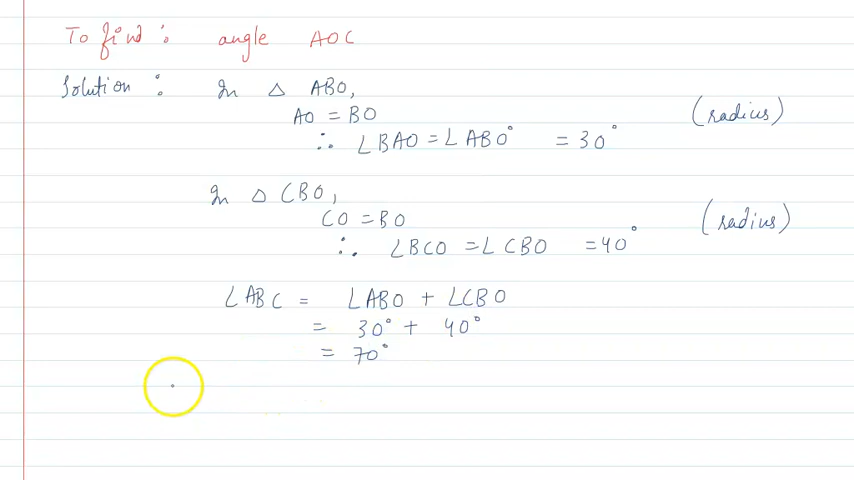 To find : angle AOC
Solution : In △ ABO,
AO = BO (radius)
∴ ∠BAO = ∠ABO° = 30°
In △ CBO,
CO = BO (radius)
∴ ∠BCO = ∠CBO = 40°
∠ABC = ∠ABO + ∠CBO
= 30° + 40°
= 70°